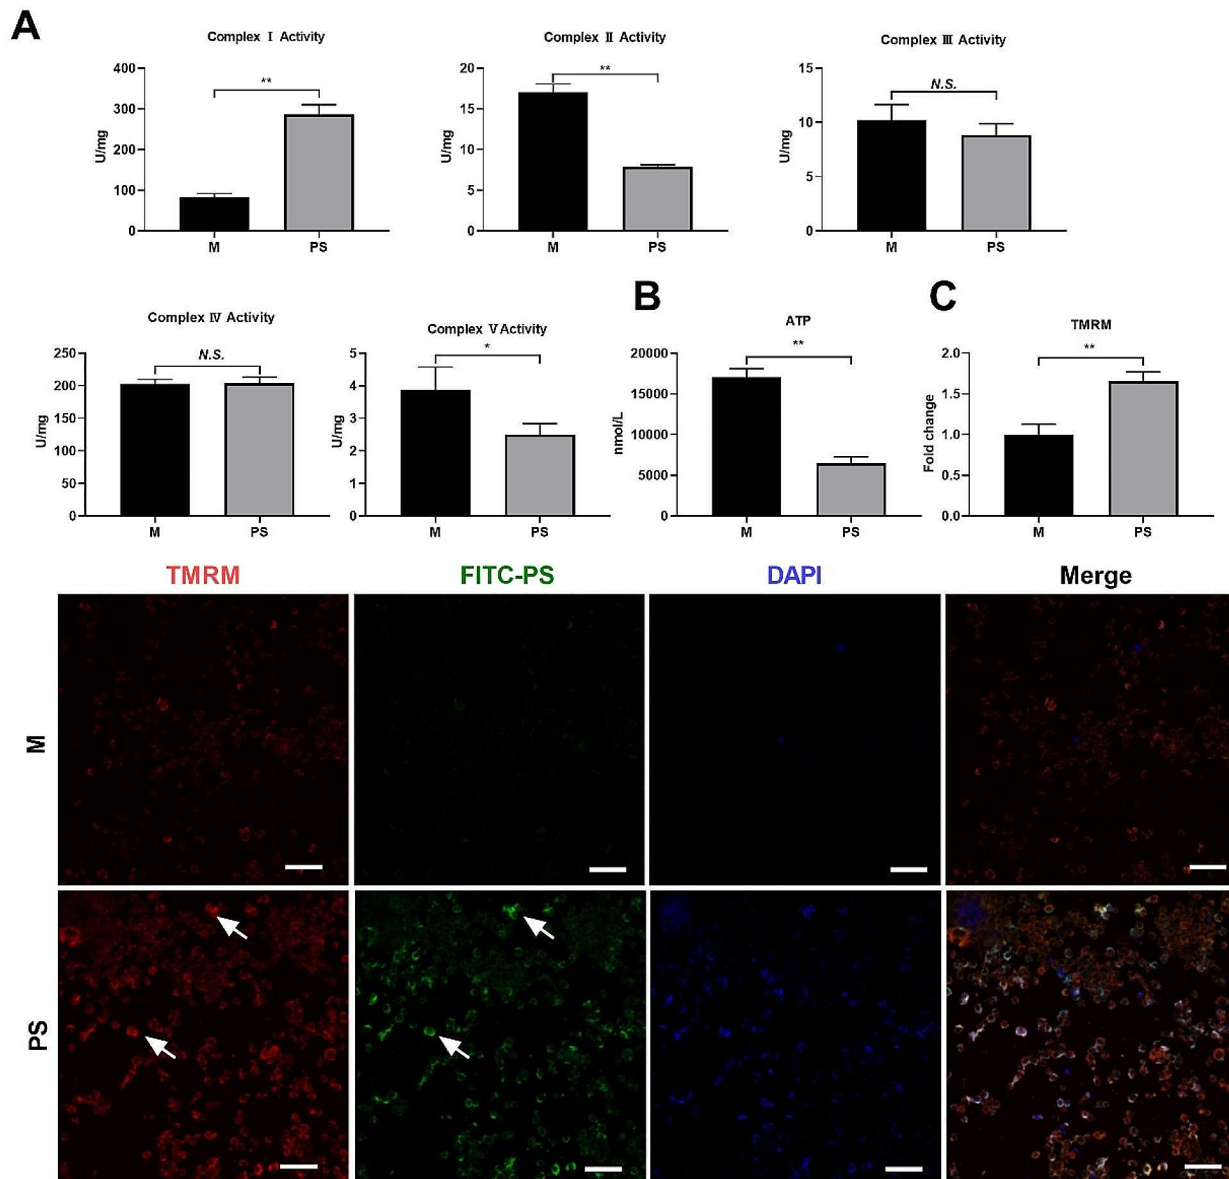 A
Complex Ⅰ Activity
400
300
200
100
0
U/mg
**
M
PS
Complex Ⅱ Activity
20
15
10
5
0
U/mg
**
M
PS
Complex Ⅲ Activity
15
10
5
0
U/mg
N.S.
M
PS
Complex Ⅳ Activity
250
200
150
100
50
0
U/mg
N.S.
M
PS
Complex Ⅴ Activity
5
4
3
2
1
0
U/mg
*
M
PS
B
ATP
20000
15000
10000
5000
0
nmol/L
**
M
PS
C
TMRM
2.0
1.5
1.0
0.5
0.0
Fold change
**
M
PS
TMRM
FITC-PS
DAPI
Merge
M
PS